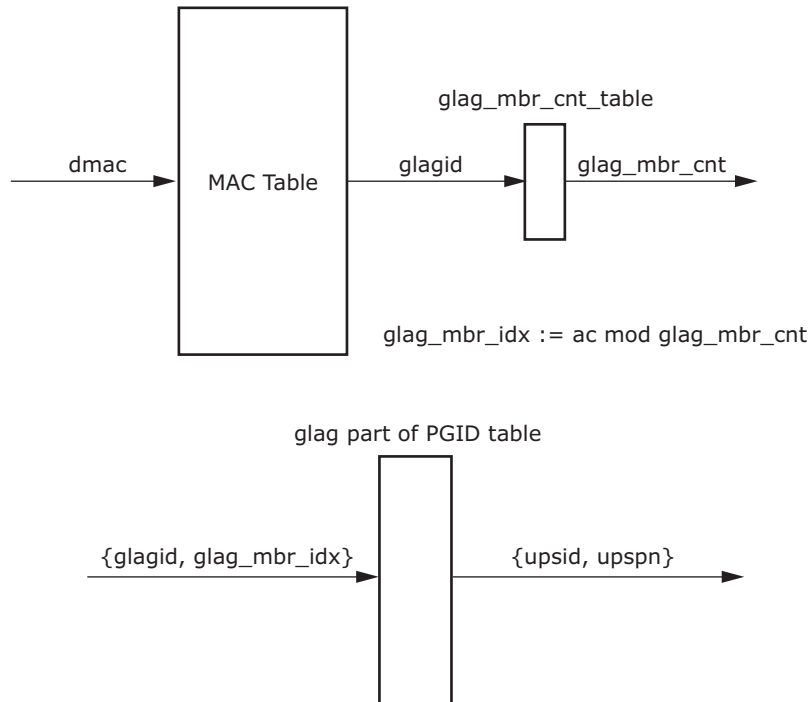 glag_mbr_cnt_table
dmac
MAC Table
glagid
glag_mbr_cnt
glag_mbr_idx := ac mod glag_mbr_cnt
glag part of PGID table
{glagid, glag_mbr_idx}
{upsid, upspn}